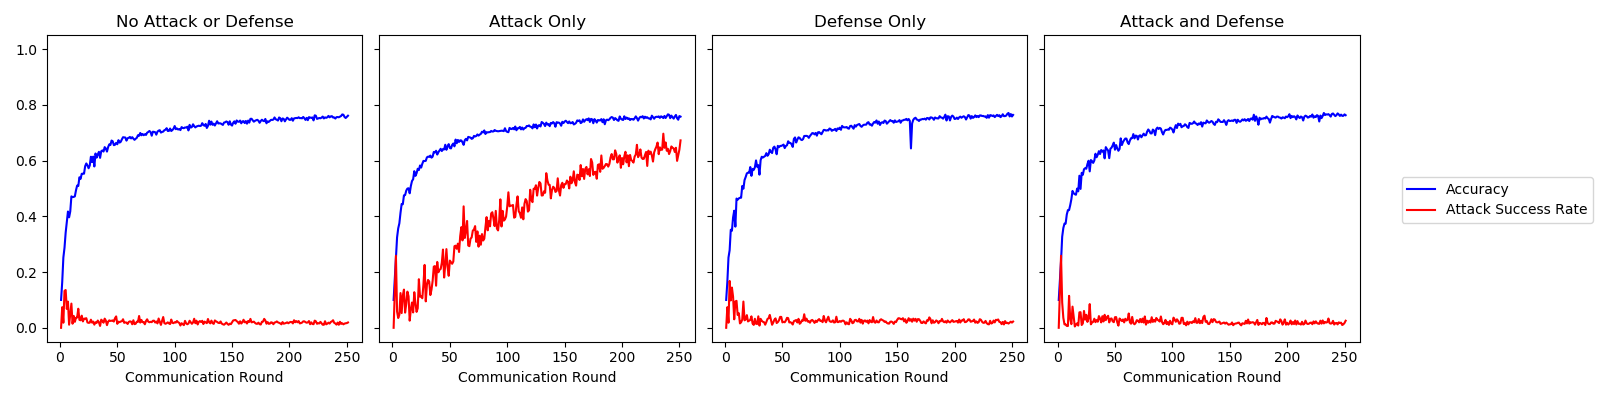 No Attack or Defense
Attack Only
Defense Only
Attack and Defense
1.0
0.8
0.6
0.4
0.2
0.0
0 50 100 150 200 250
0 50 100 150 200 250
0 50 100 150 200 250
0 50 100 150 200 250
Communication Round
Communication Round
Communication Round
Communication Round
Accuracy
Attack Success Rate